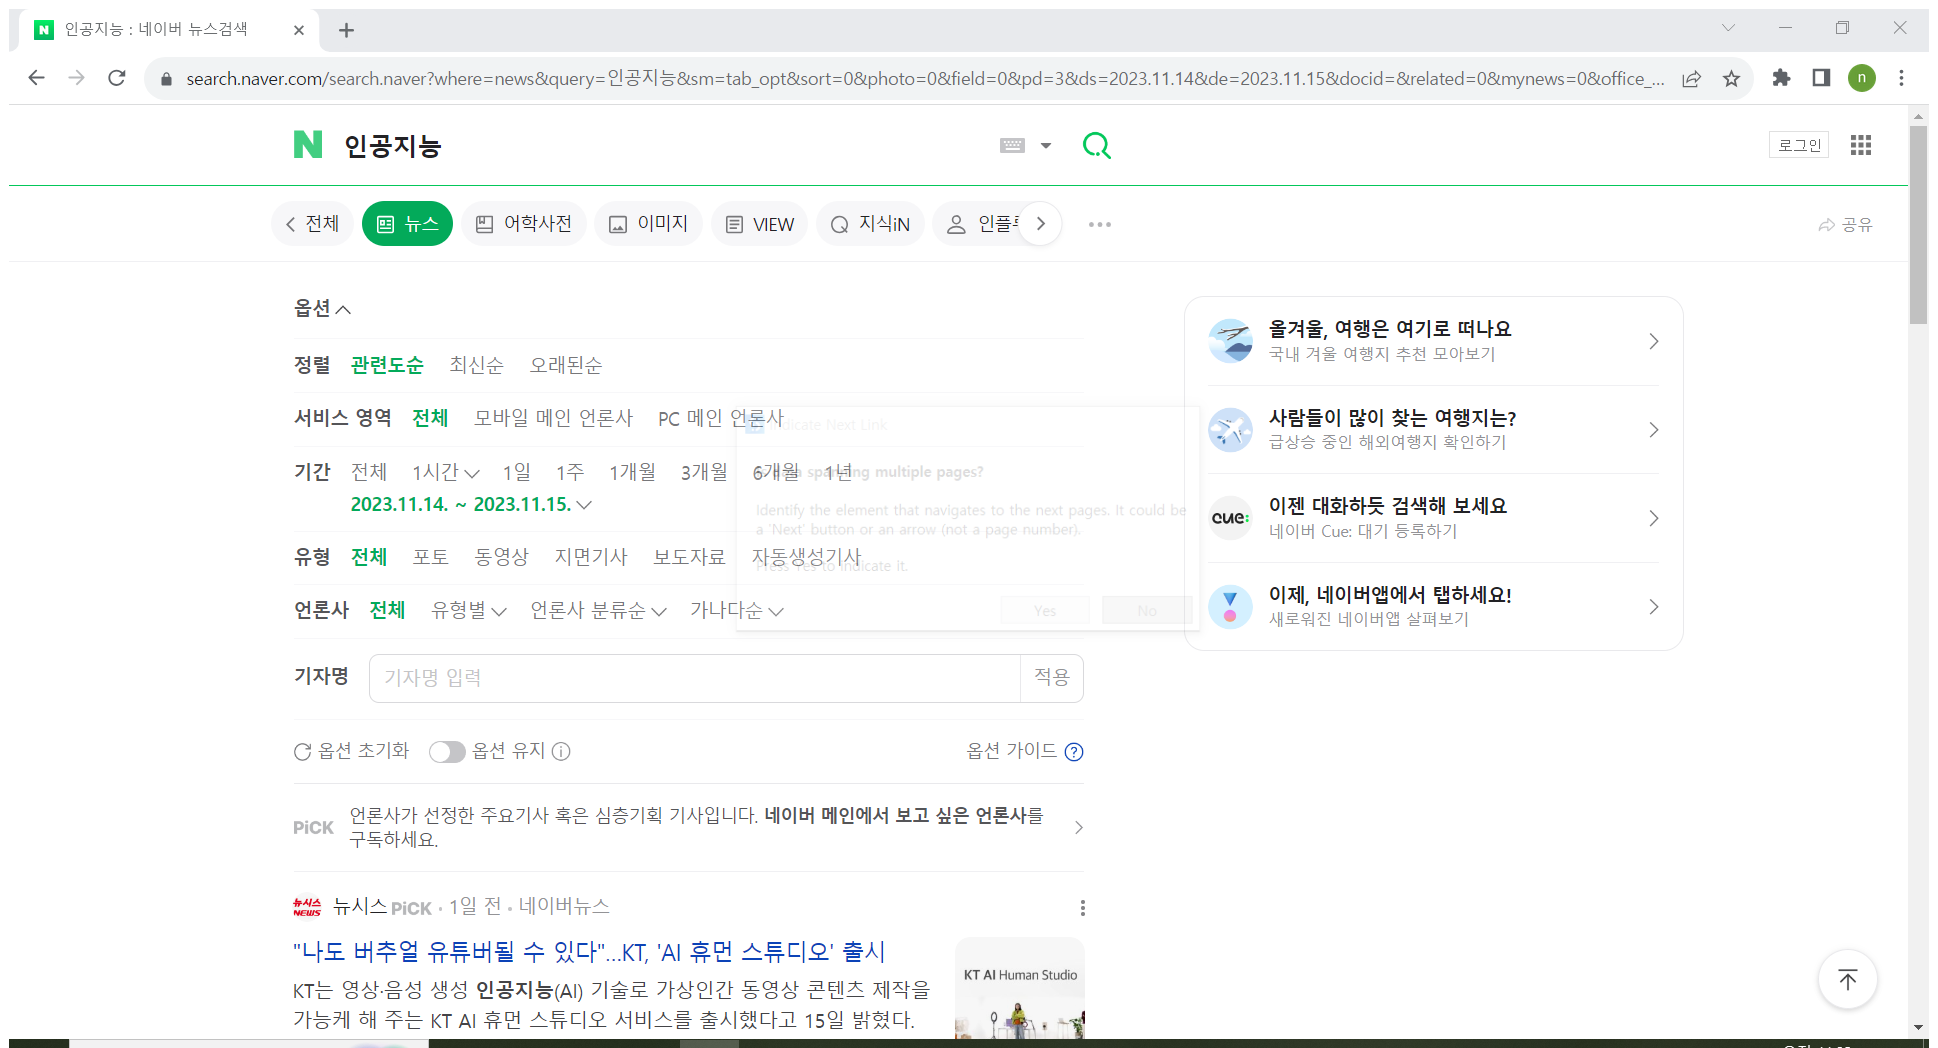 인공지능 : 네이버 뉴스검색
search.naver.com/search.naver?where=news&query=인공지능&sm=tab_opt&sort=0&photo=0&field=0&pd=3&ds=2023.11.14&de=2023.11.15&docid=&related=0&mynews=0&office_...
n
N 인공지능
로그인
전체 뉴스 어학사전 이미지 VIEW 지식iN 인플루
공유
옵션
정렬 관련도순 최신순 오래된순
서비스 영역 전체 모바일 메인 언론사 PC 메인 언론사
Indicate Next Link
기간 전체 1시간 1일 1주 1개월 3개월 6개월 1년
spanning multiple pages?
2023.11.14. ~ 2023.11.15.
Identify the element that navigates to the next pages. It could be
a 'Next' button or an arrow (not a page number).
유형 전체 포토 동영상 지면기사 보도자료 자동생성기사
Press Yes to indicate it.
언론사 전체 유형별 언론사 분류순 가나다순
Yes No
기자명 기자명 입력 적용
옵션 초기화 옵션 유지 옵션 가이드
PiCK 언론사가 선정한 주요기사 혹은 심층기획 기사입니다. 네이버 메인에서 보고 싶은 언론사를
구독하세요.
뉴시스 NEWS 뉴시스 PiCK · 1일 전 · 네이버뉴스
"나도 버추얼 유튜버될 수 있다"...KT, 'AI 휴먼 스튜디오' 출시
KT는 영상·음성 생성 인공지능(AI) 기술로 가상인간 동영상 콘텐츠 제작을
가능케 해 주는 KT AI 휴먼 스튜디오 서비스를 출시했다고 15일 밝혔다.
KT AI Human Studio
올겨울, 여행은 여기로 떠나요
국내 겨울 여행지 추천 모아보기
사람들이 많이 찾는 여행지는?
급상승 중인 해외여행지 확인하기
cue: 이젠 대화하듯 검색해 보세요
네이버 Cue: 대기 등록하기
이제, 네이버앱에서 탭하세요!
새로워진 네이버앱 살펴보기